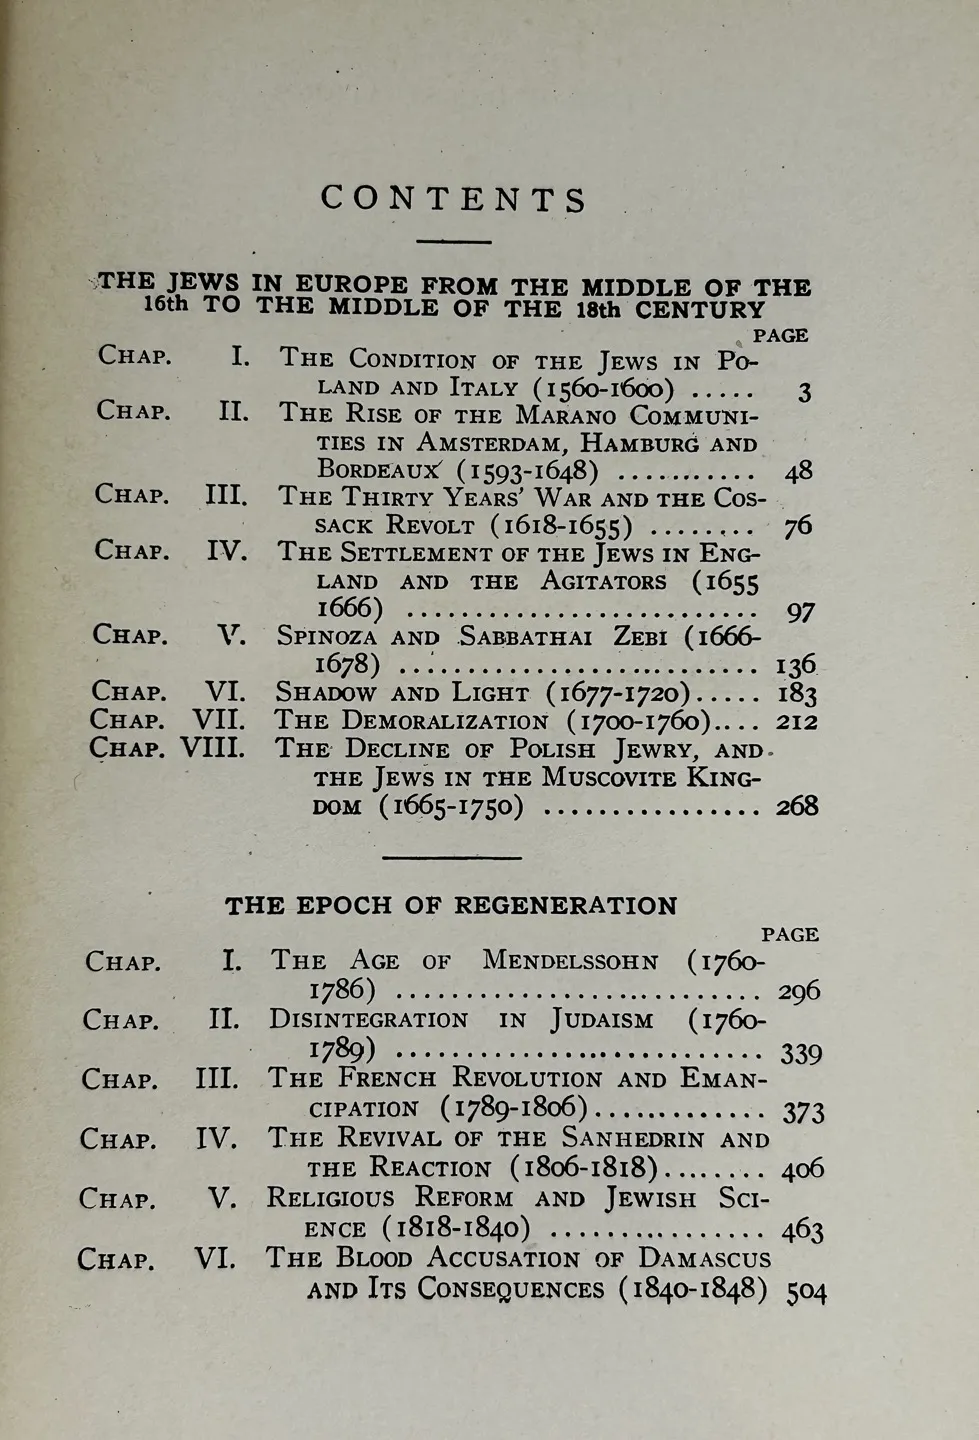 CONTENTS
THE JEWS IN EUROPE FROM THE MIDDLE OF THE
16th TO THE MIDDLE OF THE 18th CENTURY
PAGE
CHAP. I. THE CONDITION OF THE JEWS IN PO-
LAND AND ITALY (1560-1600) ..... 3
CHAP. II. THE RISE OF THE MARANO COMMUNI-
TIES IN AMSTERDAM, HAMBURG AND
BORDEAUX (1593-1648) ........... 48
CHAP. III. THE THIRTY YEARS' WAR AND THE COS-
SACK REVOLT (1618-1655) ........ 76
CHAP. IV. THE SETTLEMENT OF THE JEWS IN ENG-
LAND AND THE AGITATORS (1655
1666) .......................... 97
CHAP. V. SPINOZA AND SABBATHAI ZEBI (1666-
1678) .......................... 136
CHAP. VI. SHADOW AND LIGHT (1677-1720)..... 183
CHAP. VII. THE DEMORALIZATION (1700-1760).... 212
CHAP. VIII. THE DECLINE OF POLISH JEWRY, AND
THE JEWS IN THE MUSCOVITE KING-
DOM (1665-1750) ................ 268
THE EPOCH OF REGENERATION
PAGE
CHAP. I. THE AGE OF MENDELSSOHN (1760-
1786) ........................... 296
CHAP. II. DISINTEGRATION IN JUDAISM (1760-
1789) ........................... 339
CHAP. III. THE FRENCH REVOLUTION AND EMAN-
CIPATION (1789-1806)............. 373
CHAP. IV. THE REVIVAL OF THE SANHEDRIN AND
THE REACTION (1806-1818)........ 406
CHAP. V. RELIGIOUS REFORM AND JEWISH SCI-
ENCE (1818-1840) ................ 463
CHAP. VI. THE BLOOD ACCUSATION OF DAMASCUS
AND ITS CONSEQUENCES (1840-1848) 504